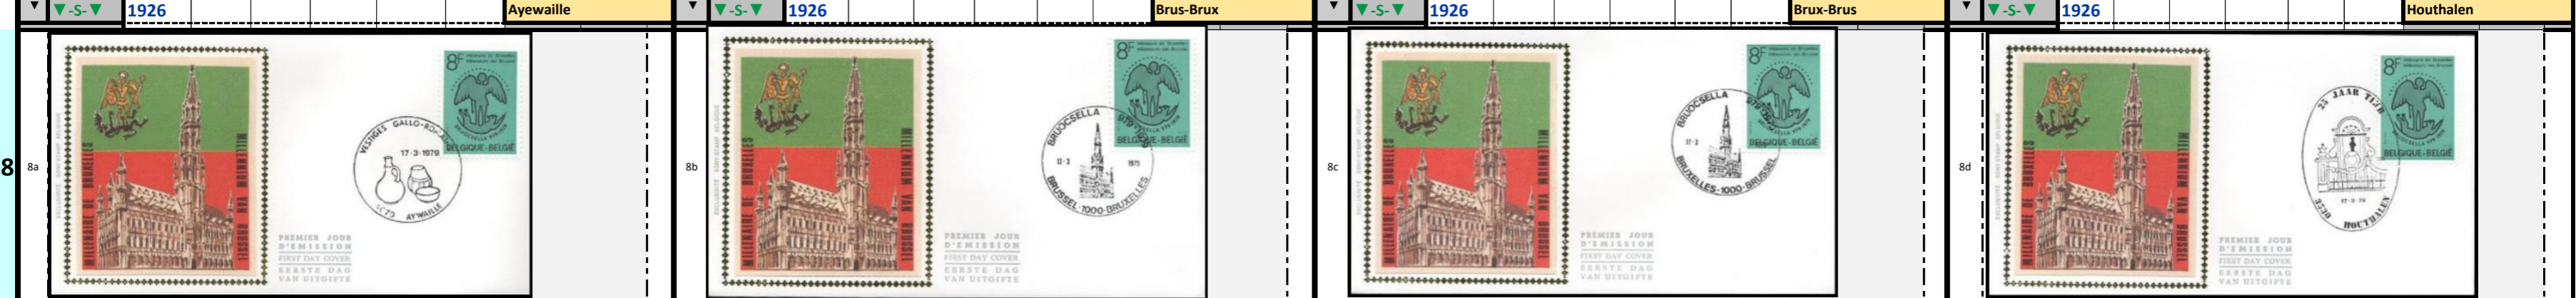 ▼ ▼-S-▼ 1926 Ayewaille
▼ ▼-S-▼ 1926 Brus-Brux
▼ ▼-S-▼ 1926 Brux-Brus
▼ ▼-S-▼ 1926 Houthalen
8
8a
MILLENAIRE DE BRUXELLES
MILLENNIUM VAN BRUSSEL
8F
BELGIQUE-BELGIË
VESTIGES GALLO-ROMAINS
17-3-1979
AYWAILLE
PREMIER JOUR
D'EMISSION
FIRST DAY COVER
EERSTE DAG
VAN UITGIFTE
8b
MILLENAIRE DE BRUXELLES
MILLENNIUM VAN BRUSSEL
8F
BELGIQUE-BELGIË
BRUOCSELLA
17-3 1979
BRUSSEL-1000-BRUXELLES
PREMIER JOUR
D'EMISSION
FIRST DAY COVER
EERSTE DAG
VAN UITGIFTE
8c
MILLENAIRE DE BRUXELLES
MILLENNIUM VAN BRUSSEL
8F
BELGIQUE-BELGIË
BRUOCSELLA
17-3
BRUXELLES-1000-BRUSSEL
PREMIER JOUR
D'EMISSION
FIRST DAY COVER
EERSTE DAG
VAN UITGIFTE
8d
MILLENAIRE DE BRUXELLES
MILLENNIUM VAN BRUSSEL
8F
BELGIQUE-BELGIË
25 JAAR
17-3-79
3530 HOUTHALEN
PREMIER JOUR
D'EMISSION
FIRST DAY COVER
EERSTE DAG
VAN UITGIFTE